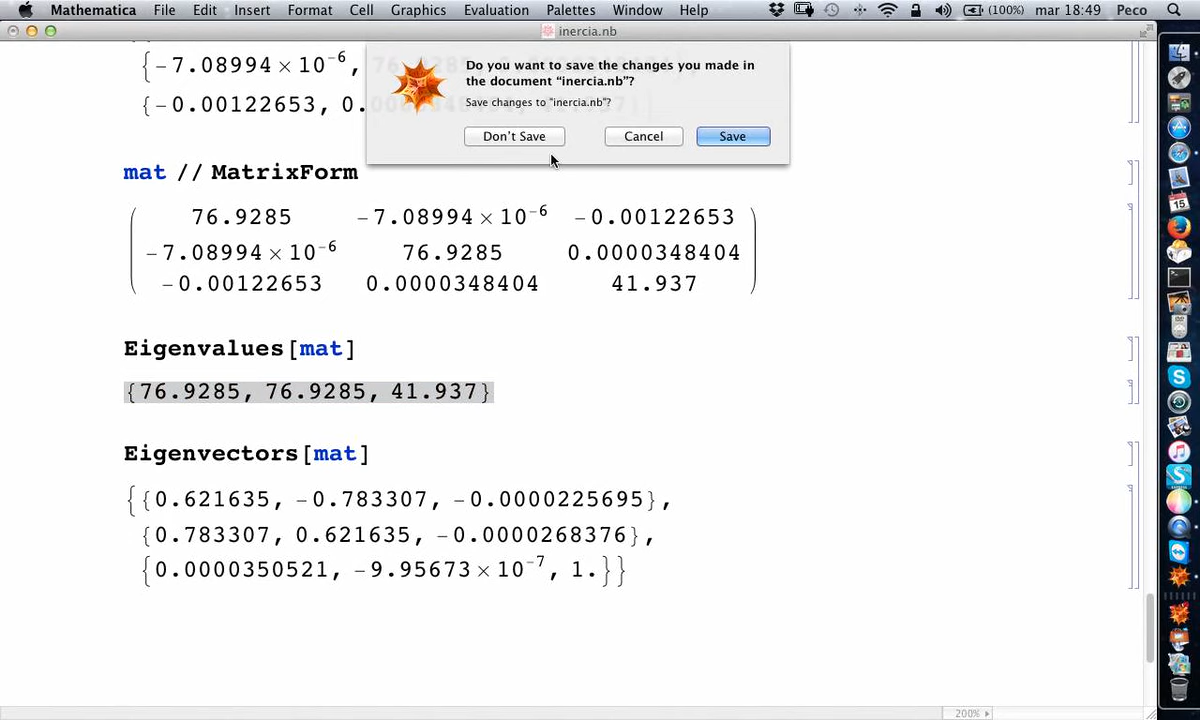 Mathematica File Edit Insert Format Cell Graphics Evaluation Palettes Window Help (100%) mar 18:49 Peco
inercia.nb
Do you want to save the changes you made in
the document “inercia.nb”?
Save changes to “inercia.nb”?
Don't Save Cancel Save
{-7.08994×10⁻⁶,
{-0.00122653, 0.
mat // MatrixForm
76.9285 -7.08994×10⁻⁶ -0.00122653
-7.08994×10⁻⁶ 76.9285 0.0000348404
-0.00122653 0.0000348404 41.937
Eigenvalues[mat]
{76.9285, 76.9285, 41.937}
Eigenvectors[mat]
{{0.621635, -0.783307, -0.0000225695},
{0.783307, 0.621635, -0.0000268376},
{0.0000350521, -9.95673×10⁻⁷, 1.}}
200%
15